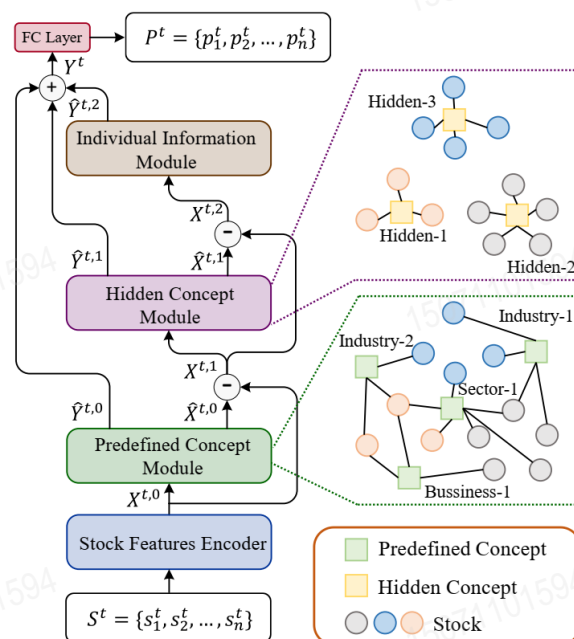 FC Layer
P^t = {p_1^t, p_2^t, ..., p_n^t}
Y^t
+
Ŷ^{t,2}
Individual Information
Module
X^{t,2}
-
Ŷ^{t,1}
X̂^{t,1}
Hidden Concept
Module
X^{t,1}
-
Ŷ^{t,0}
X̂^{t,0}
Predefined Concept
Module
X^{t,0}
Stock Features Encoder
S^t = {s_1^t, s_2^t, ..., s_n^t}
Hidden-3
Hidden-1
Hidden-2
Industry-1
Industry-2
Sector-1
Bussiness-1
Predefined Concept
Hidden Concept
Stock